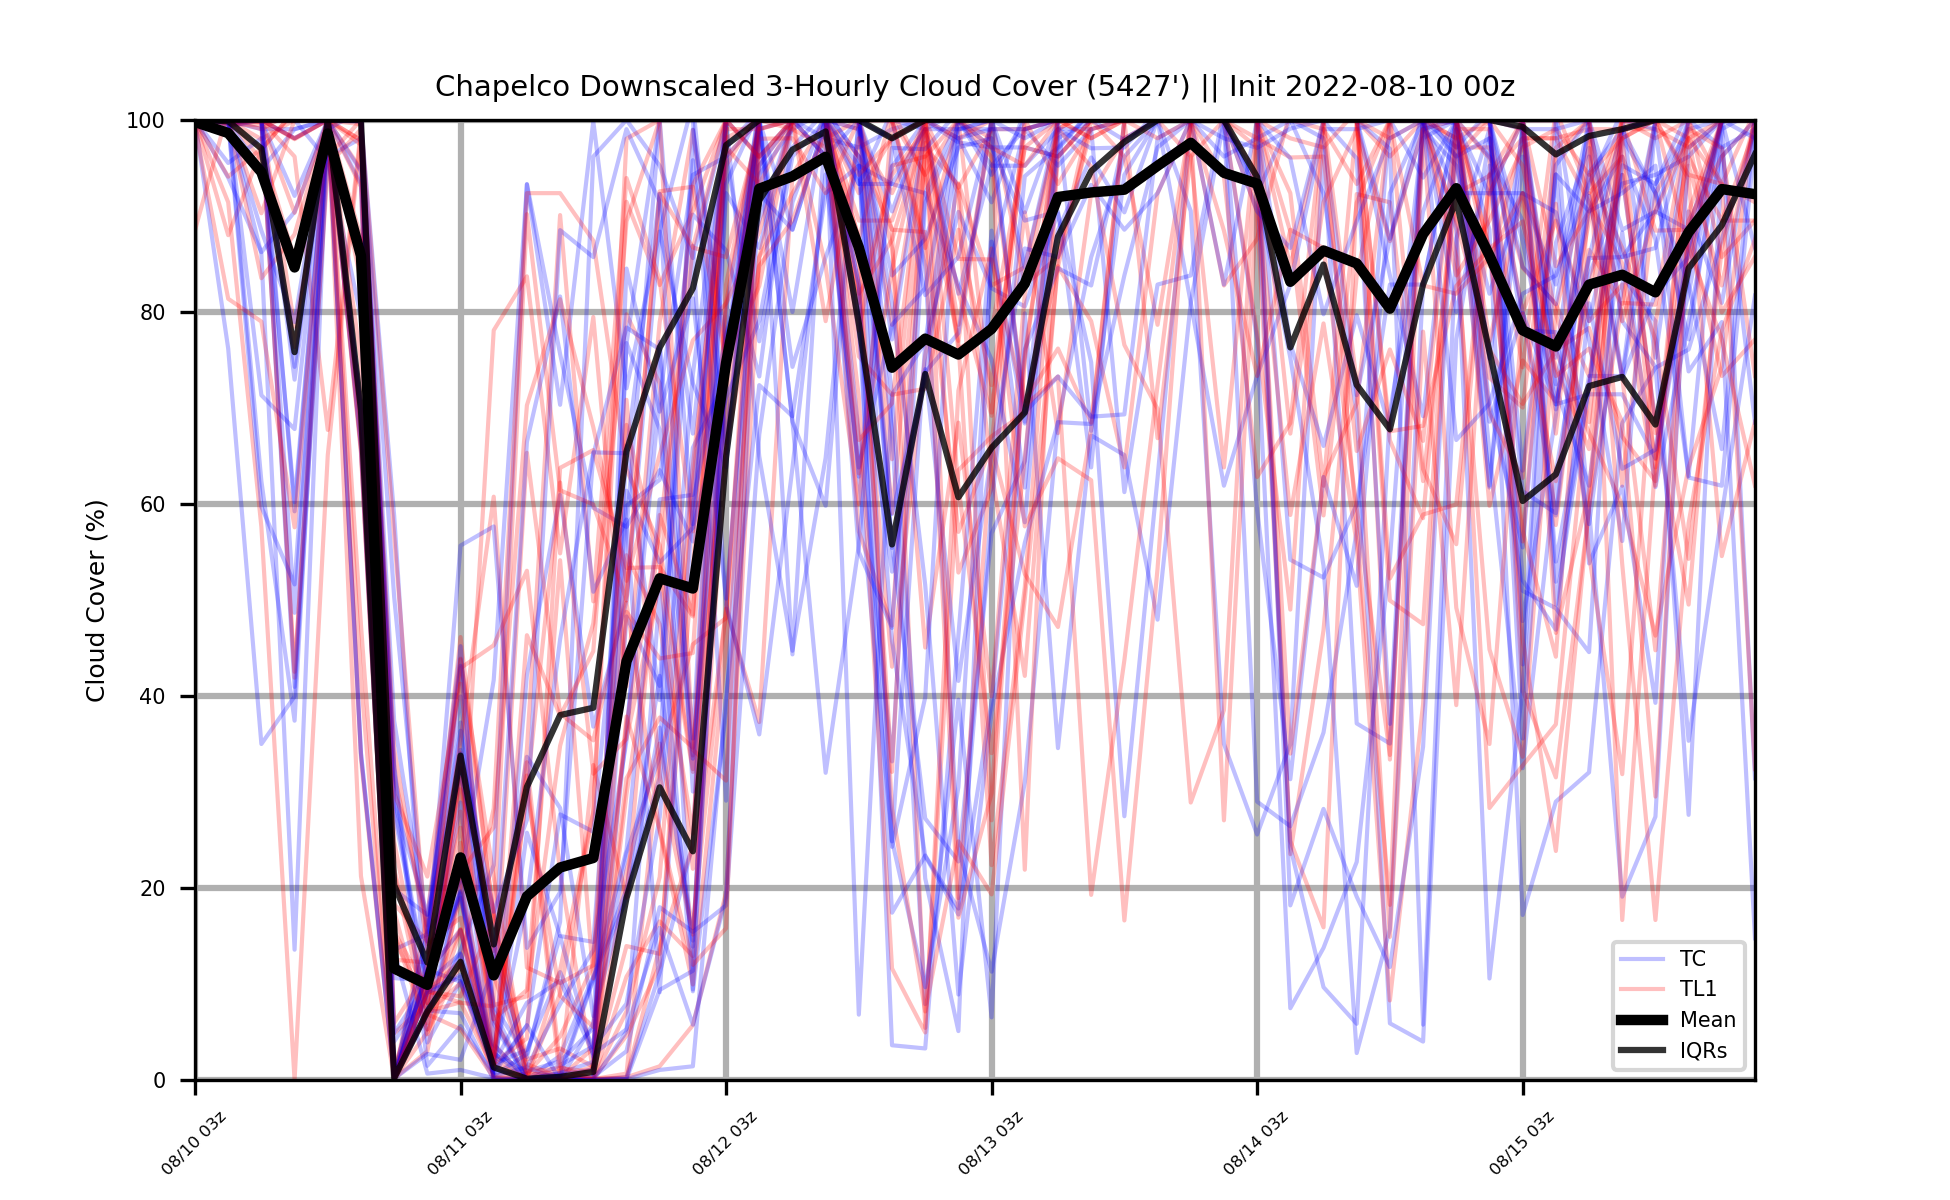 Chapelco Downscaled 3-Hourly Cloud Cover (5427') || Init 2022-08-10 00z
Cloud Cover (%)
100
80
60
40
20
0
08/10 03z
08/11 03z
08/12 03z
08/13 03z
08/14 03z
08/15 03z
TC
TL1
Mean
IQRs